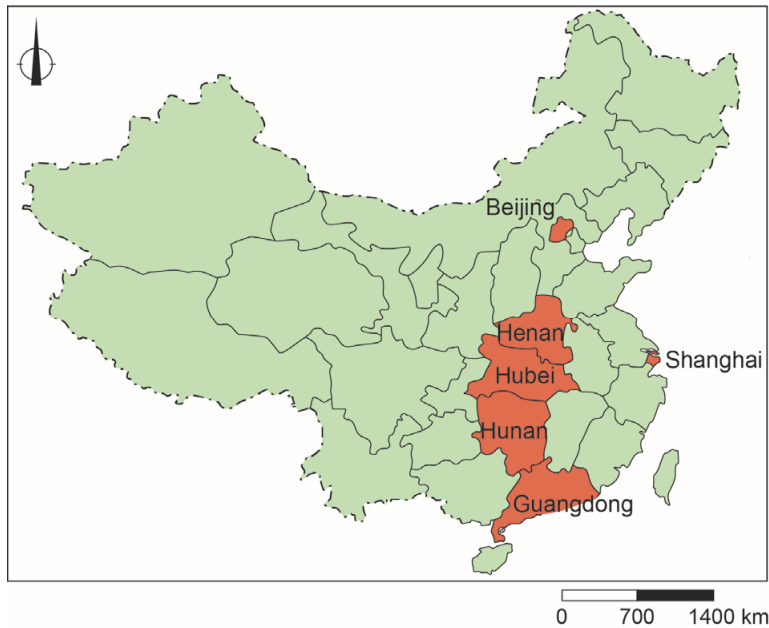 Beijing
Henan
Shanghai
Hubei
Hunan
Guangdong
0 700 1400 km